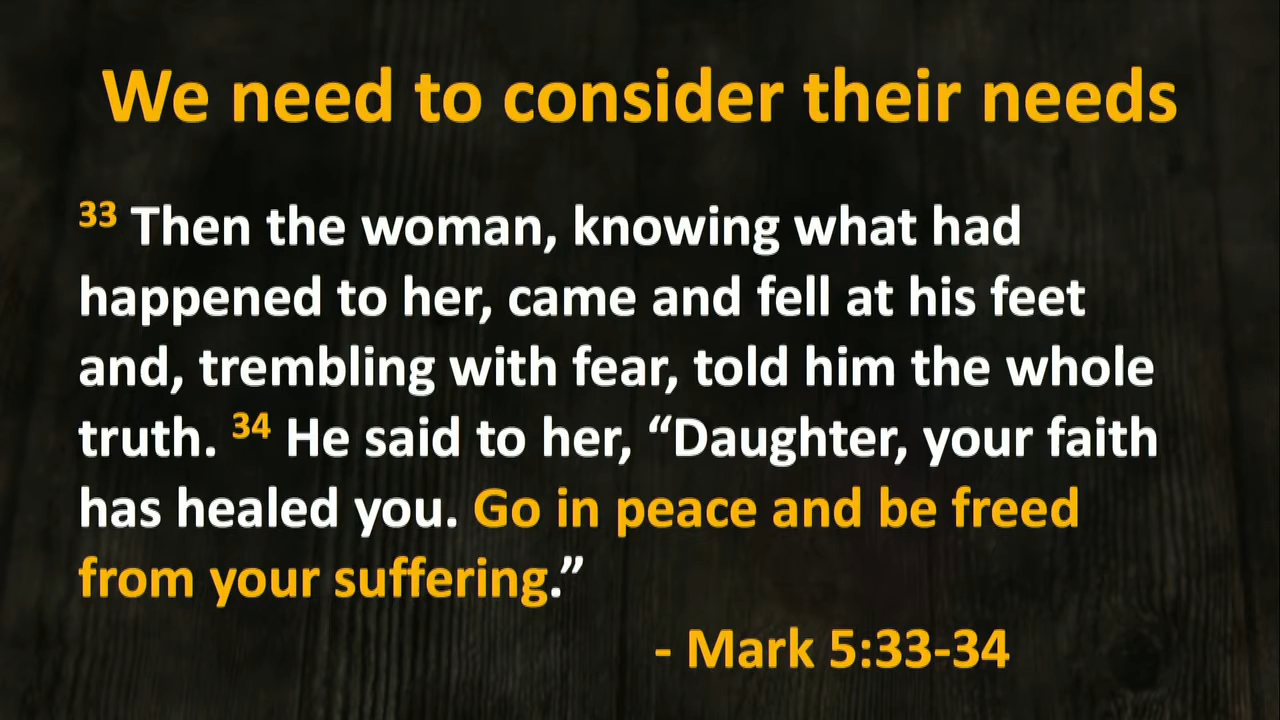 We need to consider their needs
33 Then the woman, knowing what had
happened to her, came and fell at his feet
and, trembling with fear, told him the whole
truth. 34 He said to her, “Daughter, your faith
has healed you. Go in peace and be freed
from your suffering.”
- Mark 5:33-34